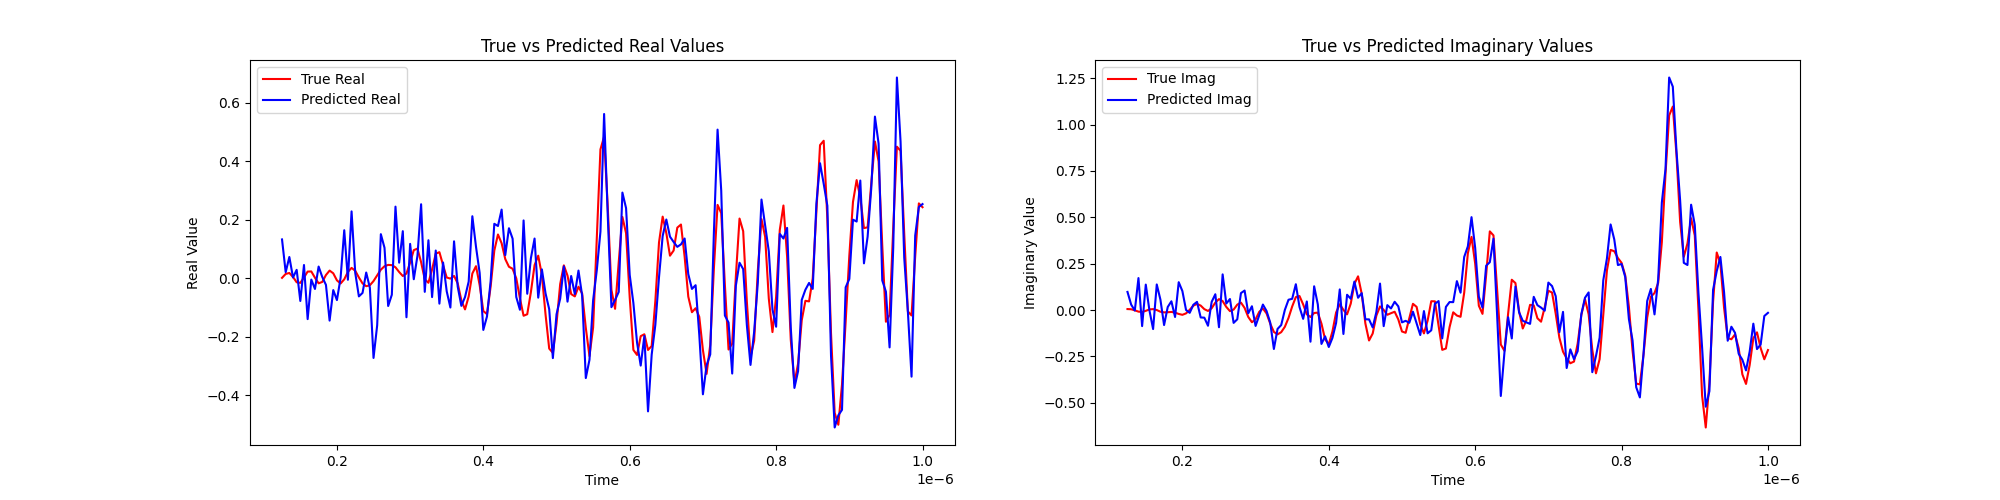 True vs Predicted Real Values
True Real
Predicted Real
Real Value
0.6
0.4
0.2
0.0
−0.2
−0.4
0.2
0.4
0.6
0.8
1.0
1e−6
Time
True vs Predicted Imaginary Values
True Imag
Predicted Imag
Imaginary Value
1.25
1.00
0.75
0.50
0.25
0.00
−0.25
−0.50
0.2
0.4
0.6
0.8
1.0
1e−6
Time